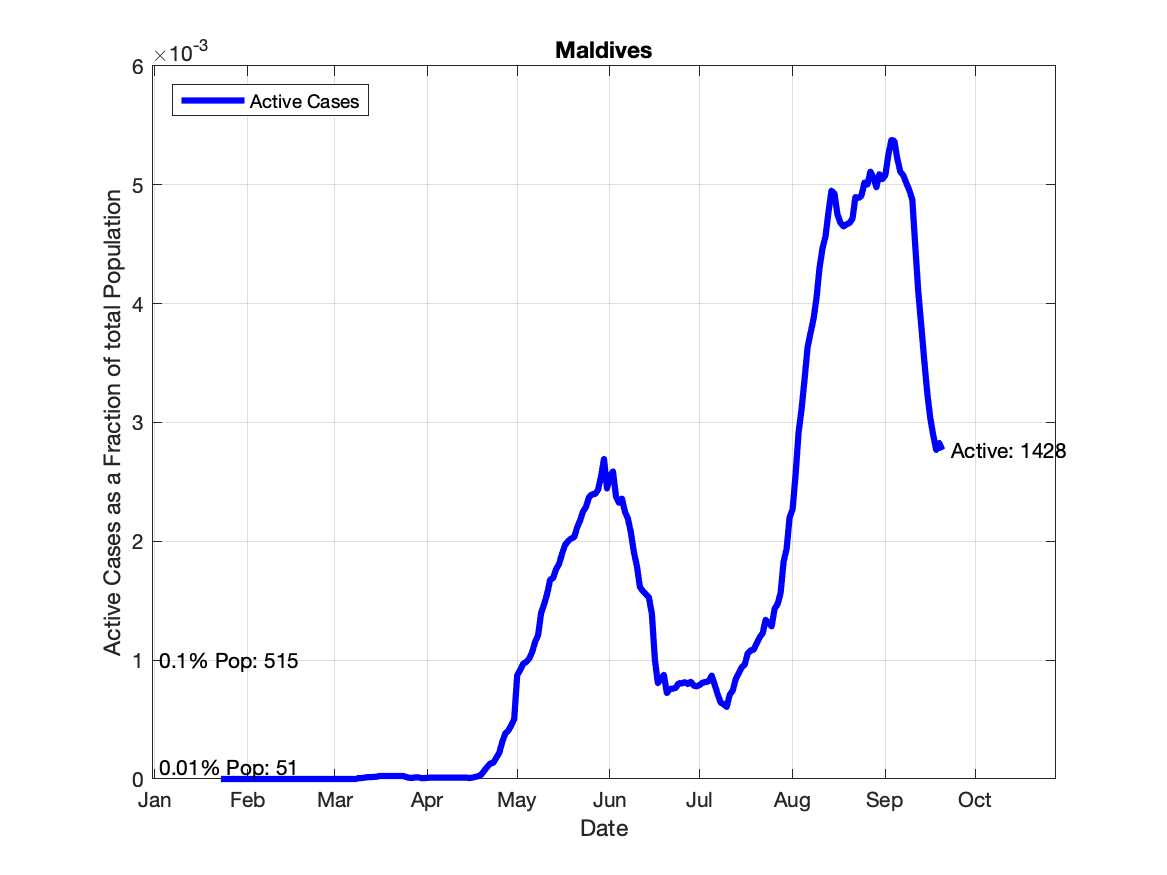 Maldives
×10-3
6
5
4
3
2
1
0
Active Cases
Active Cases as a Fraction of total Population
Active: 1428
0.1% Pop: 515
0.01% Pop: 51
Jan Feb Mar Apr May Jun Jul Aug Sep Oct
Date